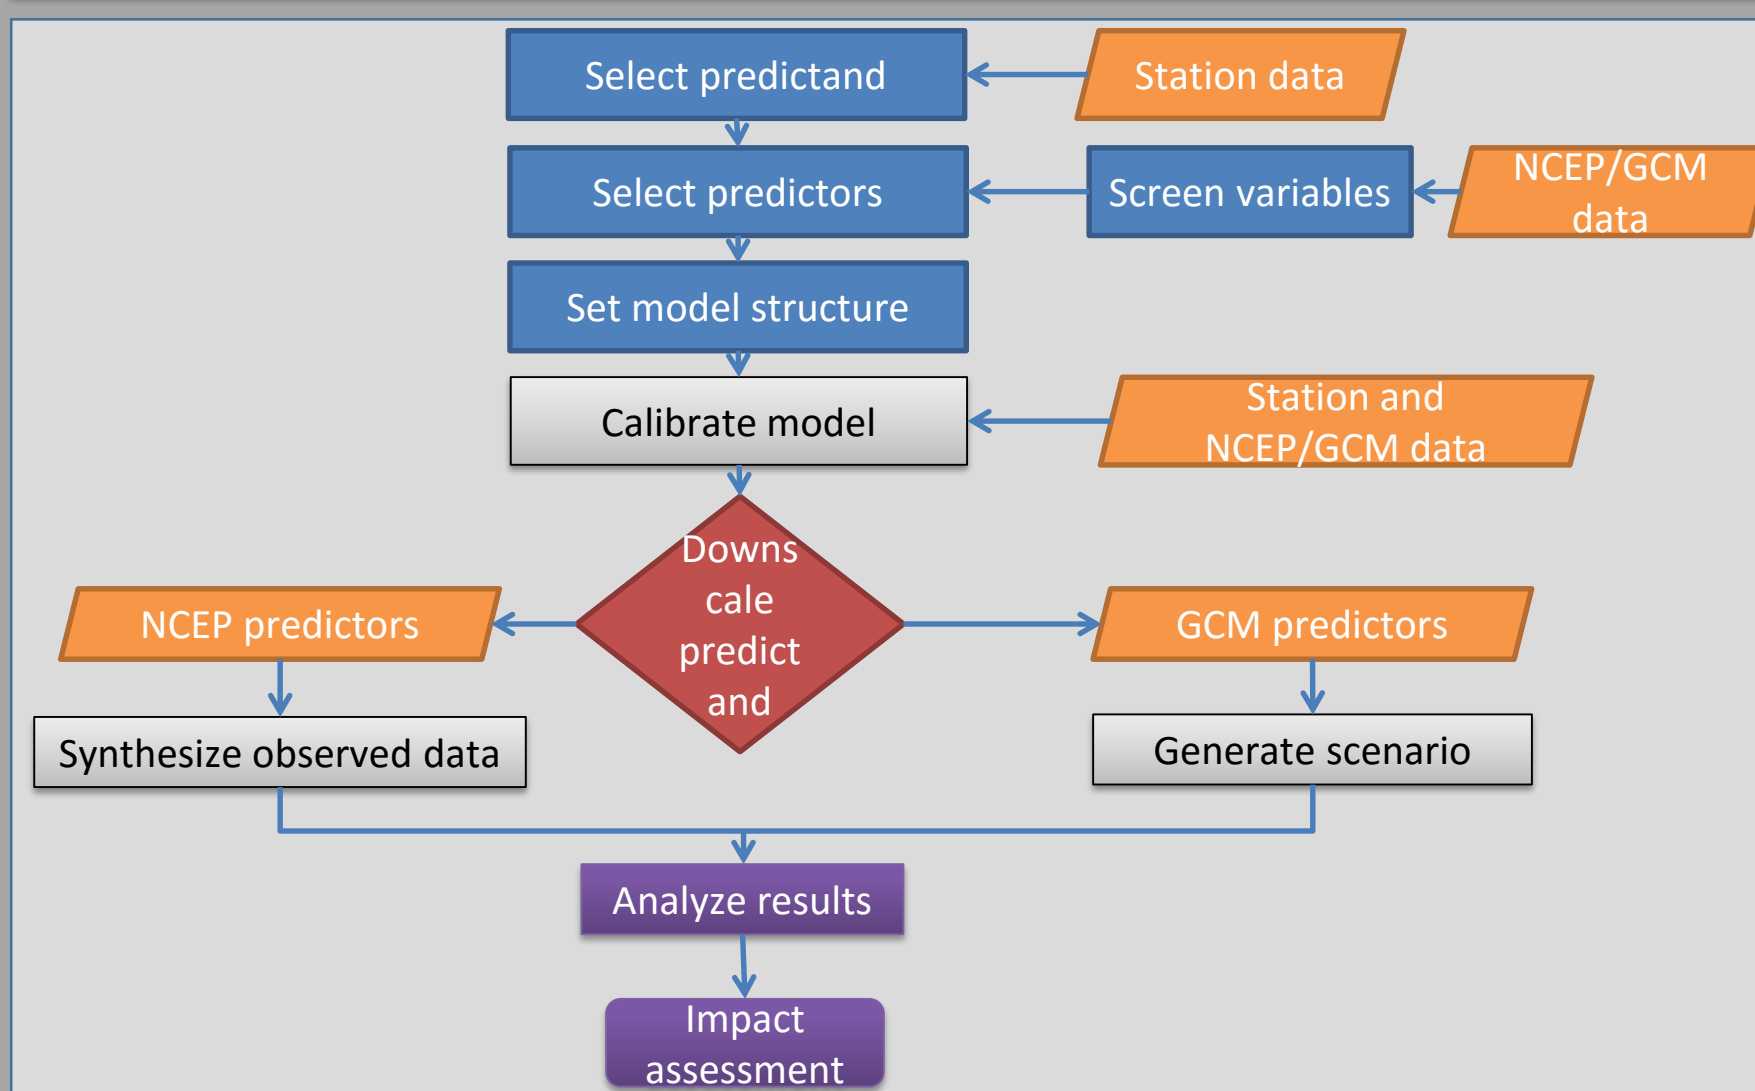 Select predictand
Station data
Select predictors
Screen variables
NCEP/GCM
data
Set model structure
Calibrate model
Station and
NCEP/GCM data
Downs
cale
predict
and
NCEP predictors
GCM predictors
Synthesize observed data
Generate scenario
Analyze results
Impact
assessment